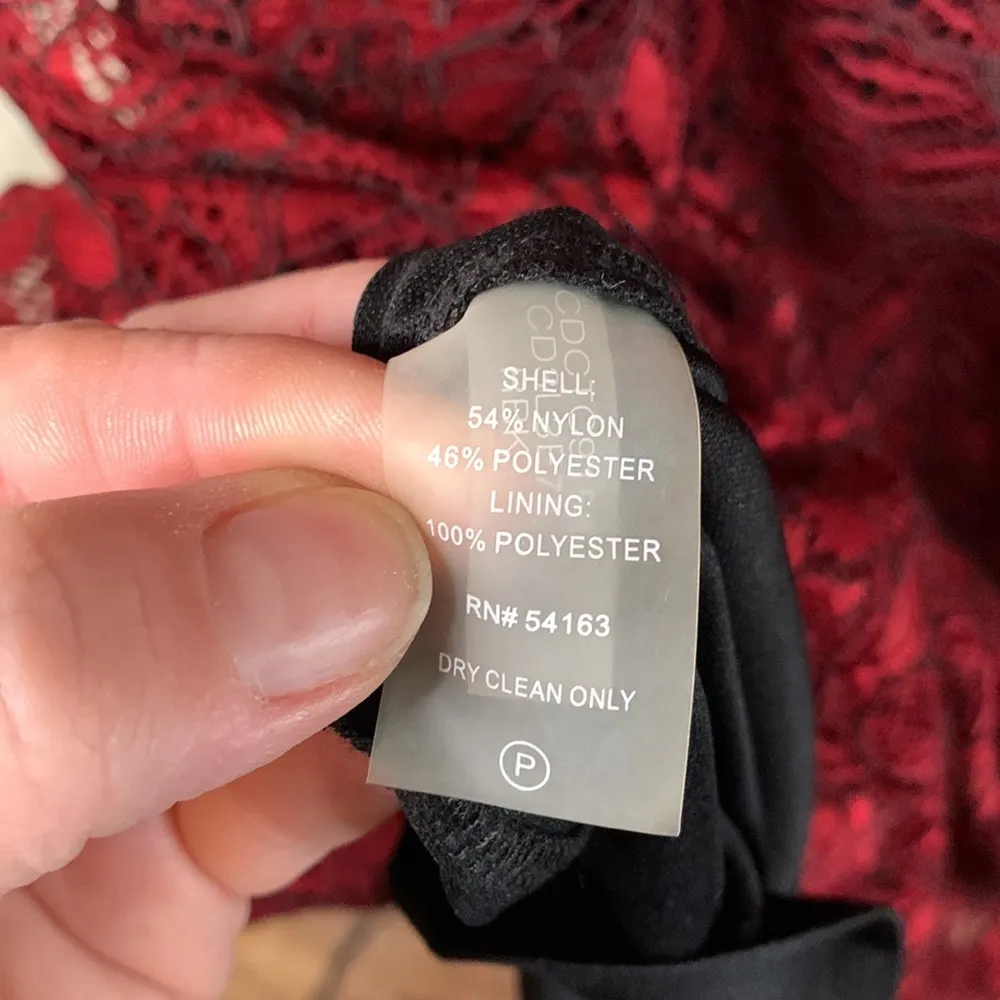 SHELL:
54% NYLON
46% POLYESTER
LINING:
100% POLYESTER
RN# 54163
DRY CLEAN ONLY
P